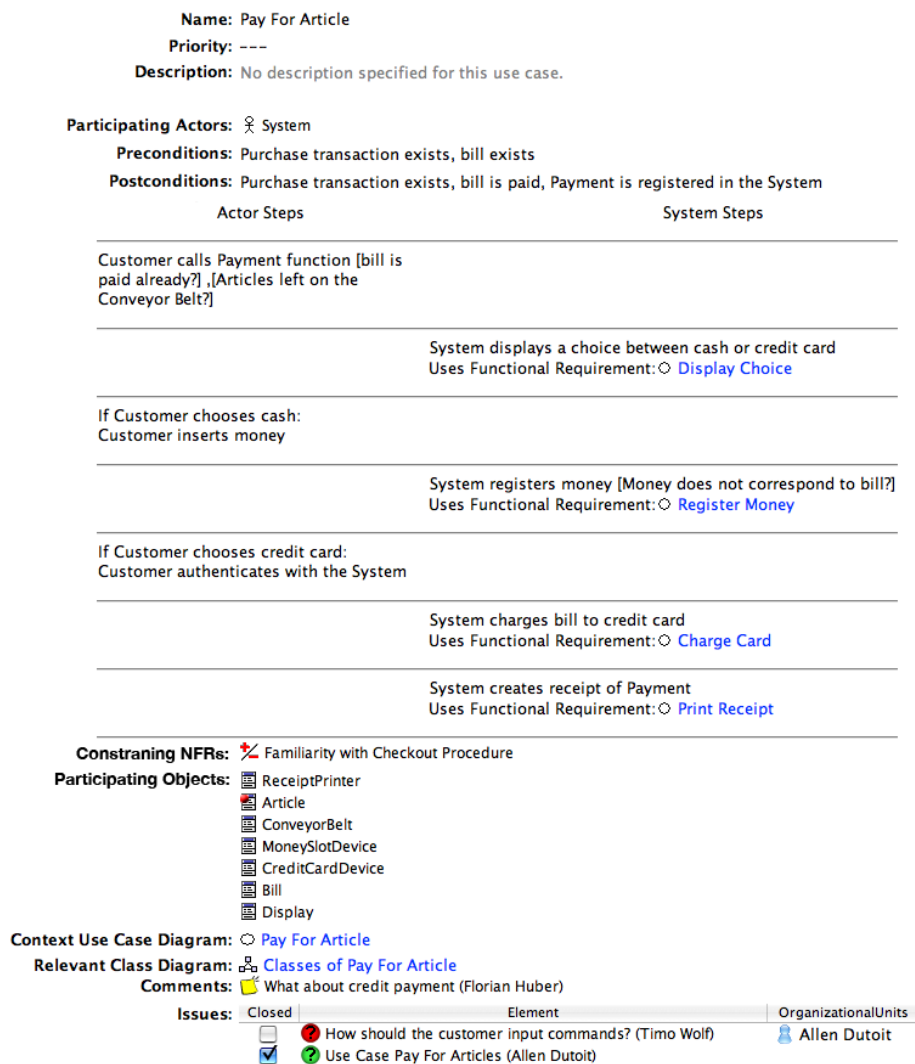 Name: Pay For Article
Priority: ---
Description: No description specified for this use case.
Participating Actors: System
Preconditions: Purchase transaction exists, bill exists
Postconditions: Purchase transaction exists, bill is paid, Payment is registered in the System
Actor Steps System Steps
Customer calls Payment function [bill is
paid already?] ,[Articles left on the
Conveyor Belt?]
System displays a choice between cash or credit card
Uses Functional Requirement: Display Choice
If Customer chooses cash:
Customer inserts money
System registers money [Money does not correspond to bill?]
Uses Functional Requirement: Register Money
If Customer chooses credit card:
Customer authenticates with the System
System charges bill to credit card
Uses Functional Requirement: Charge Card
System creates receipt of Payment
Uses Functional Requirement: Print Receipt
Constraning NFRs: Familiarity with Checkout Procedure
Participating Objects: ReceiptPrinter
Article
ConveyorBelt
MoneySlotDevice
CreditCardDevice
Bill
Display
Context Use Case Diagram: Pay For Article
Relevant Class Diagram: Classes of Pay For Article
Comments: What about credit payment (Florian Huber)
Issues: Closed Element OrganizationalUnits
? How should the customer input commands? (Timo Wolf) Allen Dutoit
? Use Case Pay For Articles (Allen Dutoit)